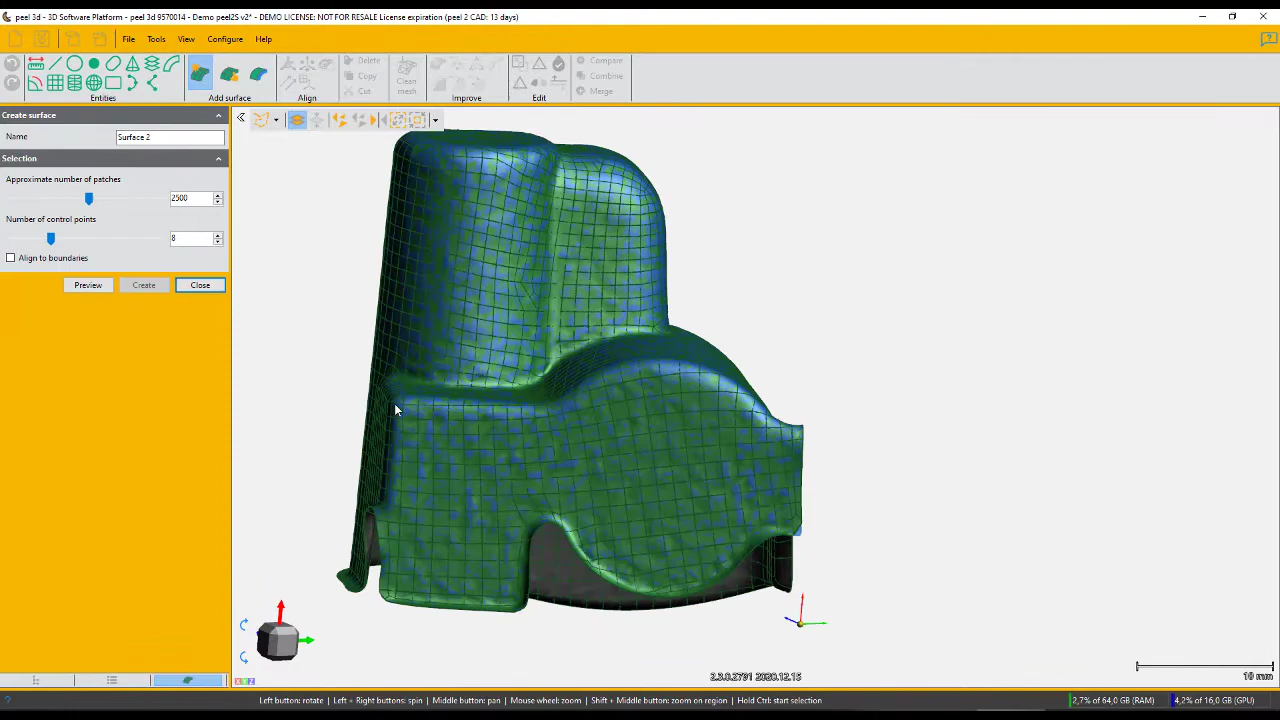 peel 3d - 3D Software Platform - peel 3d 9570014 - Demo peel2S v2* - DEMO LICENSE: NOT FOR RESALE License expiration (peel 2 CAD: 13 days)
File Tools View Configure Help
Delete Compare
Copy Combine
Cut Clean mesh Merge
Entities Add surface Align Improve Edit
Create surface
Name Surface 2
Selection
Approximate number of patches
2500
Number of control points
8
Align to boundaries
Preview Create Close
XYZ
2.3.0.2791 2020.12.15
10 mm
Left button: rotate | Left + Right buttons: spin | Middle button: pan | Mouse wheel: zoom | Shift + Middle button: zoom on region | Hold Ctrl: start selection
2,7% of 64,0 GB (RAM) 4,2% of 16,0 GB (GPU)